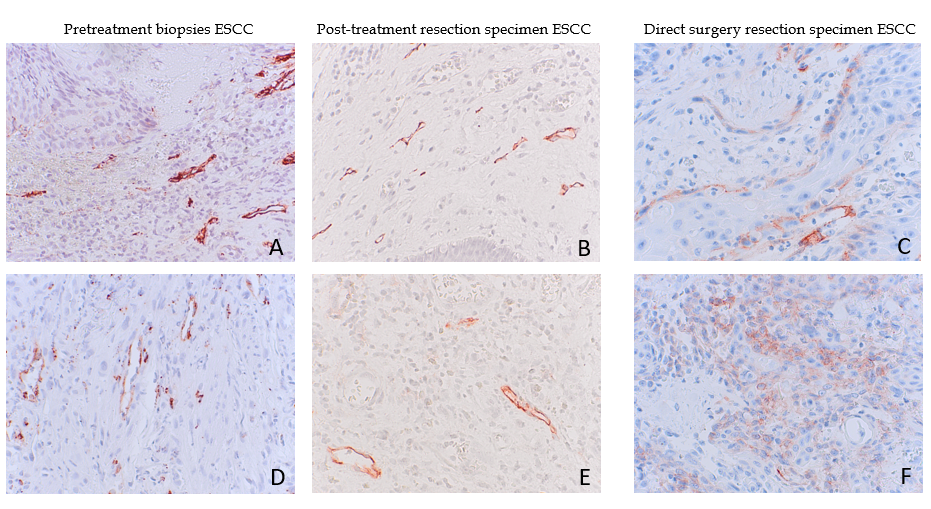 Pretreatment biopsies ESCC
Post-treatment resection specimen ESCC
Direct surgery resection specimen ESCC
A
B
C
D
E
F